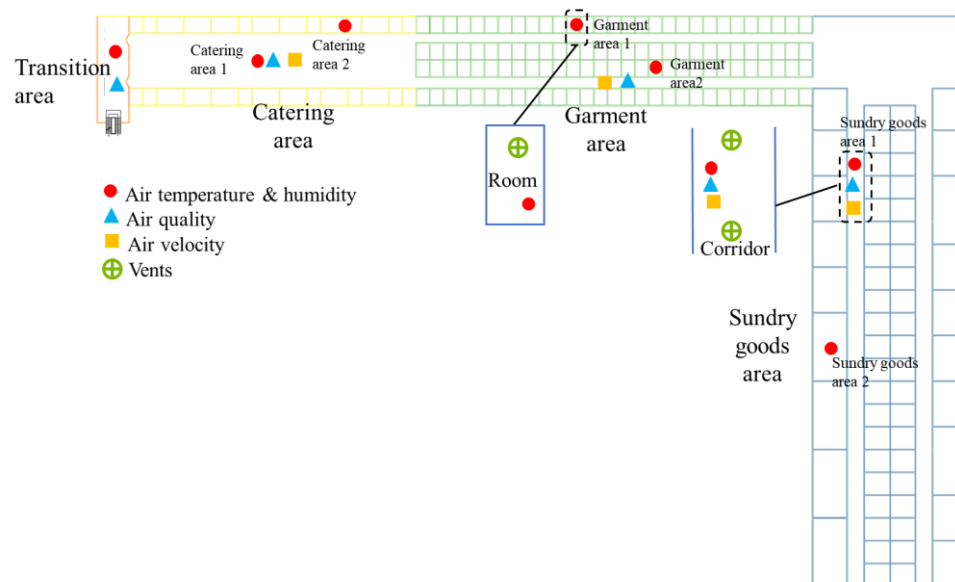 Garment
area 1
Catering
area 1
Catering
area 2
Transition
area
Garment
area2
Catering
area
Garment
area
Sundry goods
area 1
Room
Air temperature & humidity
Air quality
Air velocity
Vents
Corridor
Sundry
goods
area
Sundry goods
area 2